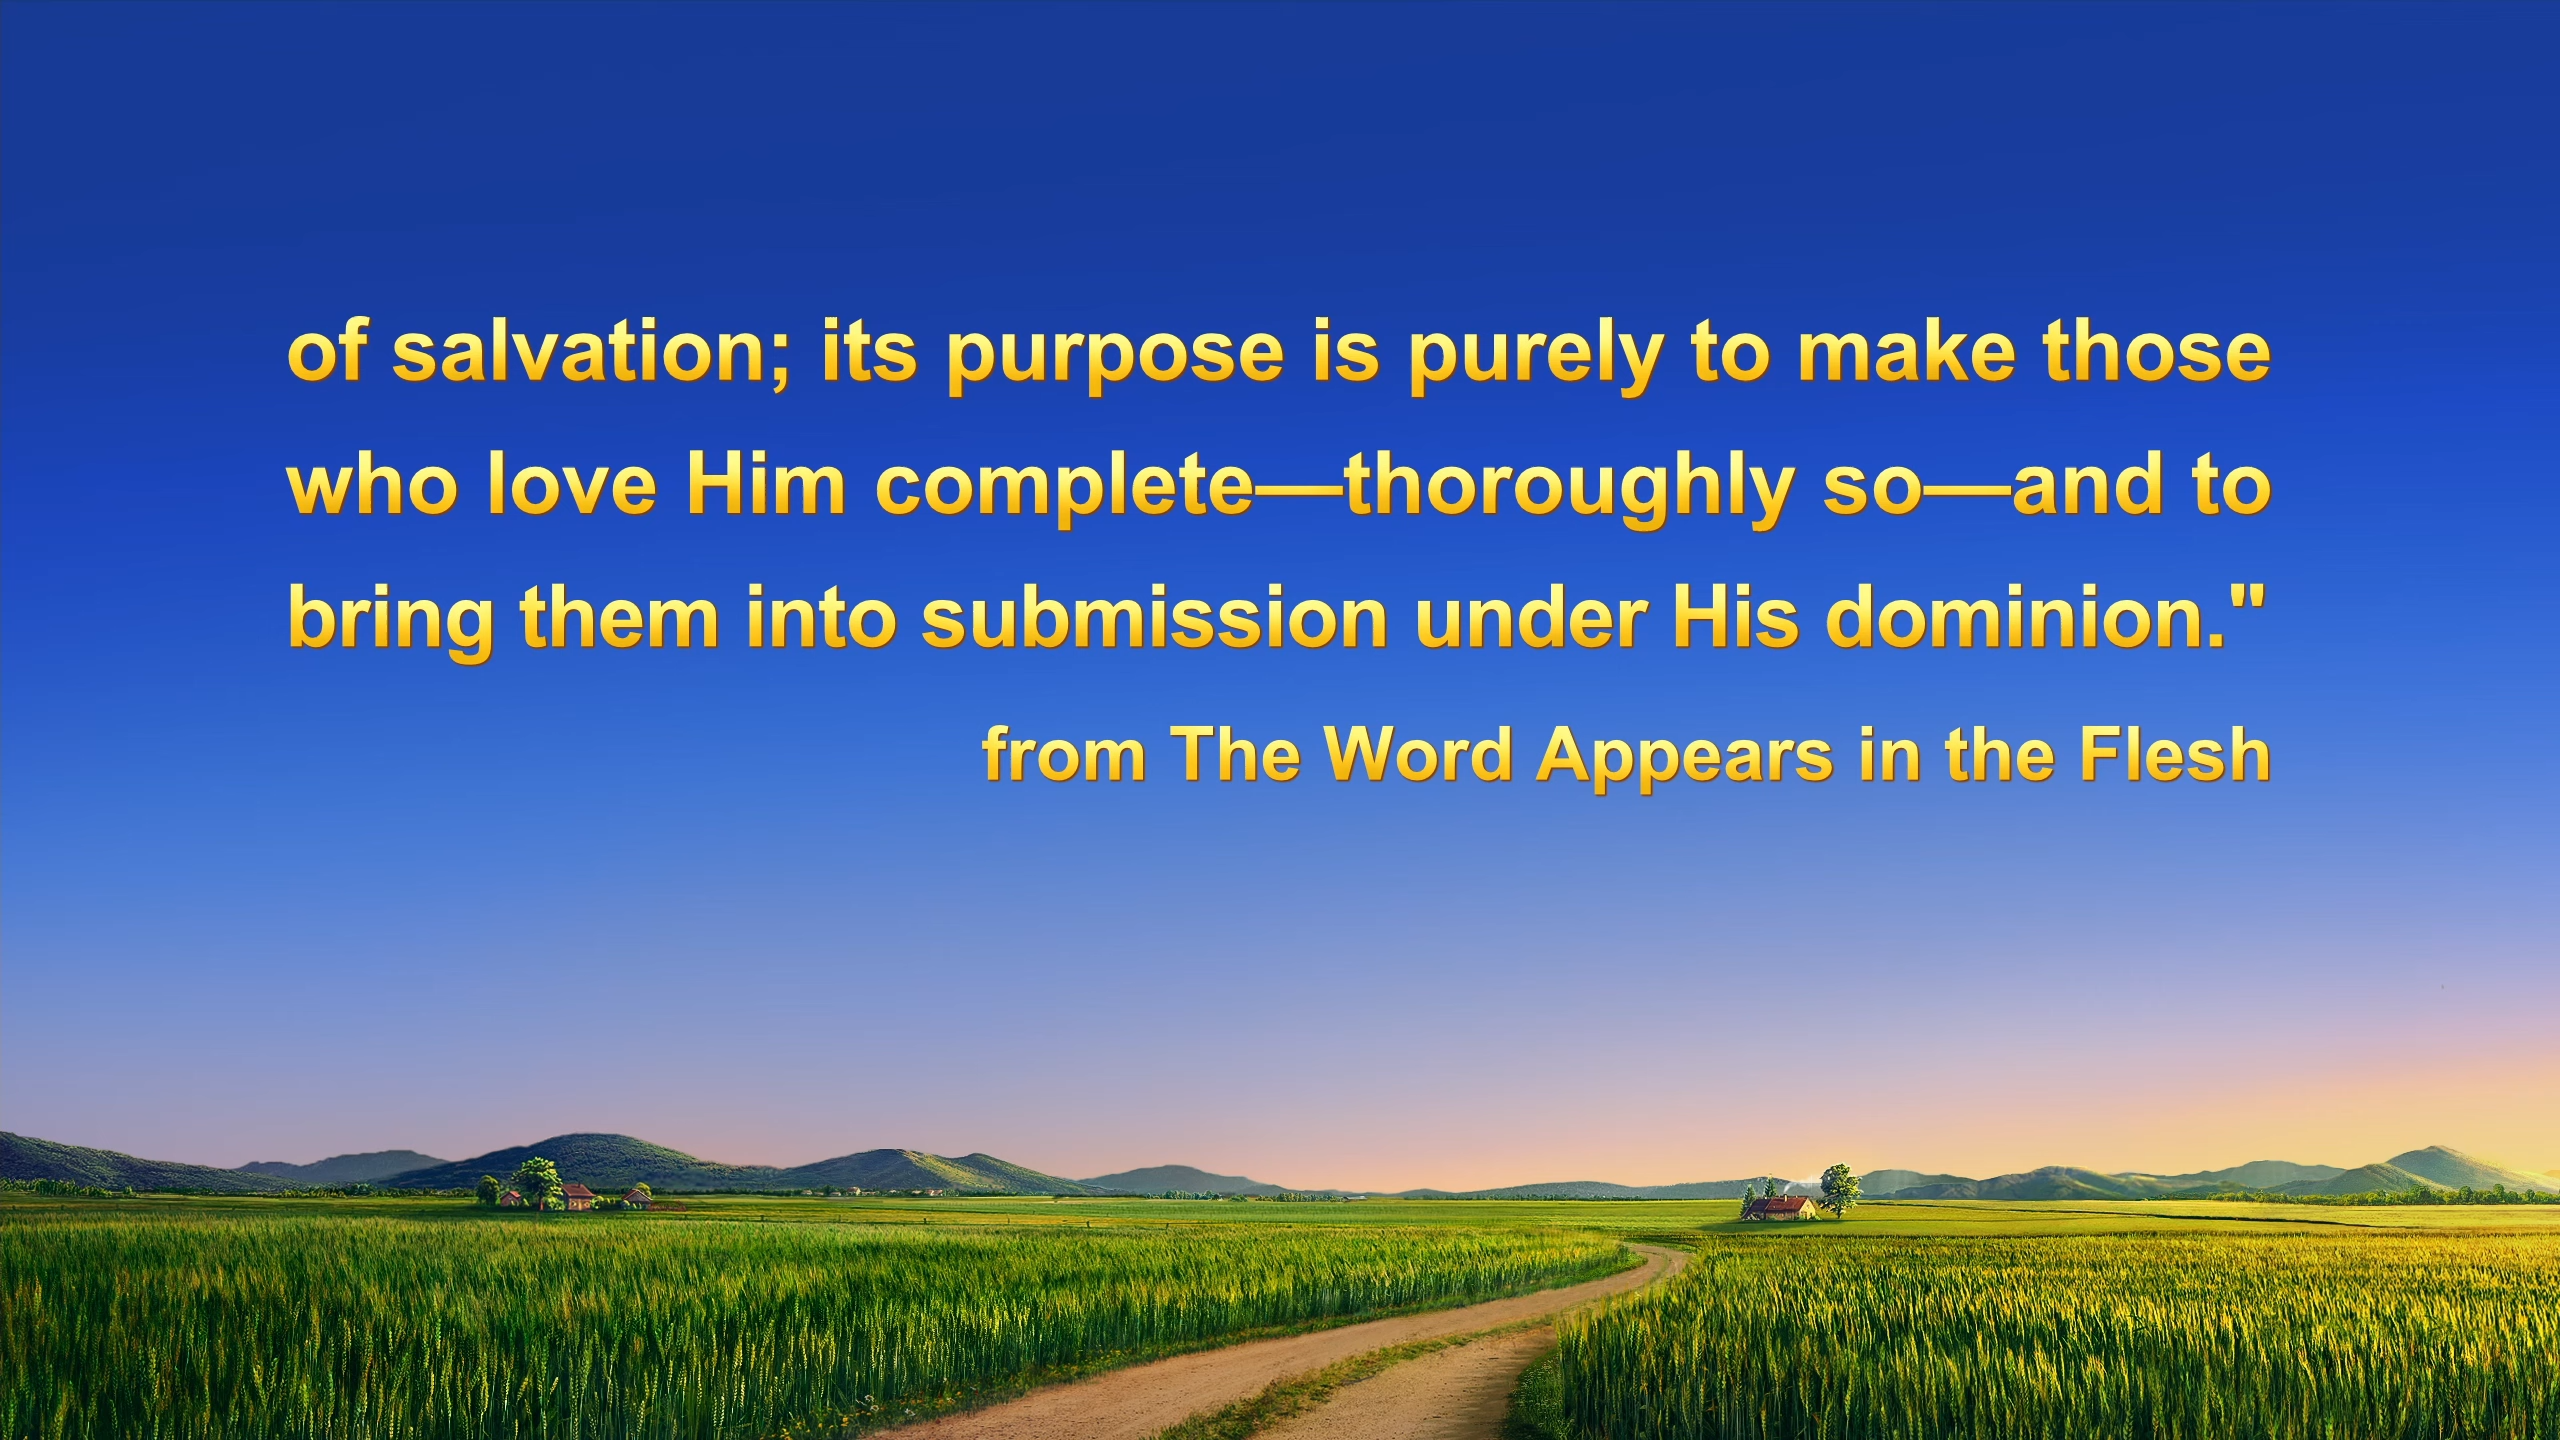 of salvation; its purpose is purely to make those
who love Him complete—thoroughly so—and to
bring them into submission under His dominion."
from The Word Appears in the Flesh